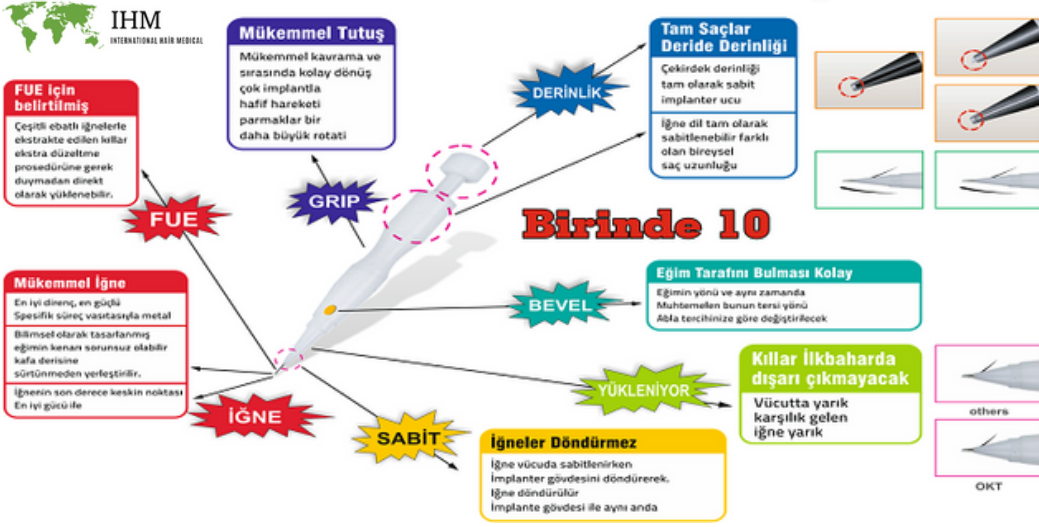 IHM
INTERNATIONAL HAIR MEDICAL
Mükemmel Tutuş
Mükemmel kavrama ve
sırasında kolay dönüş
çok implantla
hafif hareketi
parmaklar bir
daha büyük rotati
Tam Saçlar
Deride Derinliği
Çekirdek derinliği
tam olarak sabit
implanter ucu
İğne dil tam olarak
sabitlenebilir farklı
olan bireysel
saç uzunluğu
DERİNLİK
FUE için
belirtilmiş
Çeşitli ebatlı iğnelerle
ekstrakte edilen kıllar
ekstra düzeltme
prosedürüne gerek
duymadan direkt
olarak yüklenebilir.
FUE
GRIP
Birinde 10
Mükemmel İğne
En iyi direnç, en güçlü
Spesifik süreç vasıtasıyla metal
Bilimsel olarak tasarlanmış
eğimin kenarı sorunsuz olabilir
kafa derisine
sürtünmeden yerleştirilir.
İğnenin son derece keskin noktası
En iyi gücü ile
İĞNE
BEVEL
Eğim Tarafını Bulması Kolay
Eğimin yönü ve aynı zamanda
Muhtemelen bunun tersi yönü
Abla tercihinize göre değiştirilecek
YÜKLENİYOR
Kıllar İlkbaharda
dışarı çıkmayacak
Vücutta yarık
karşılık gelen
iğne yarık
SABİT
İğneler Döndürmez
İğne vücuda sabitlenirken
İmplanter gövdesini döndürerek.
Iğne döndürülür
İmplante gövdesi ile aynı anda
others
OKT